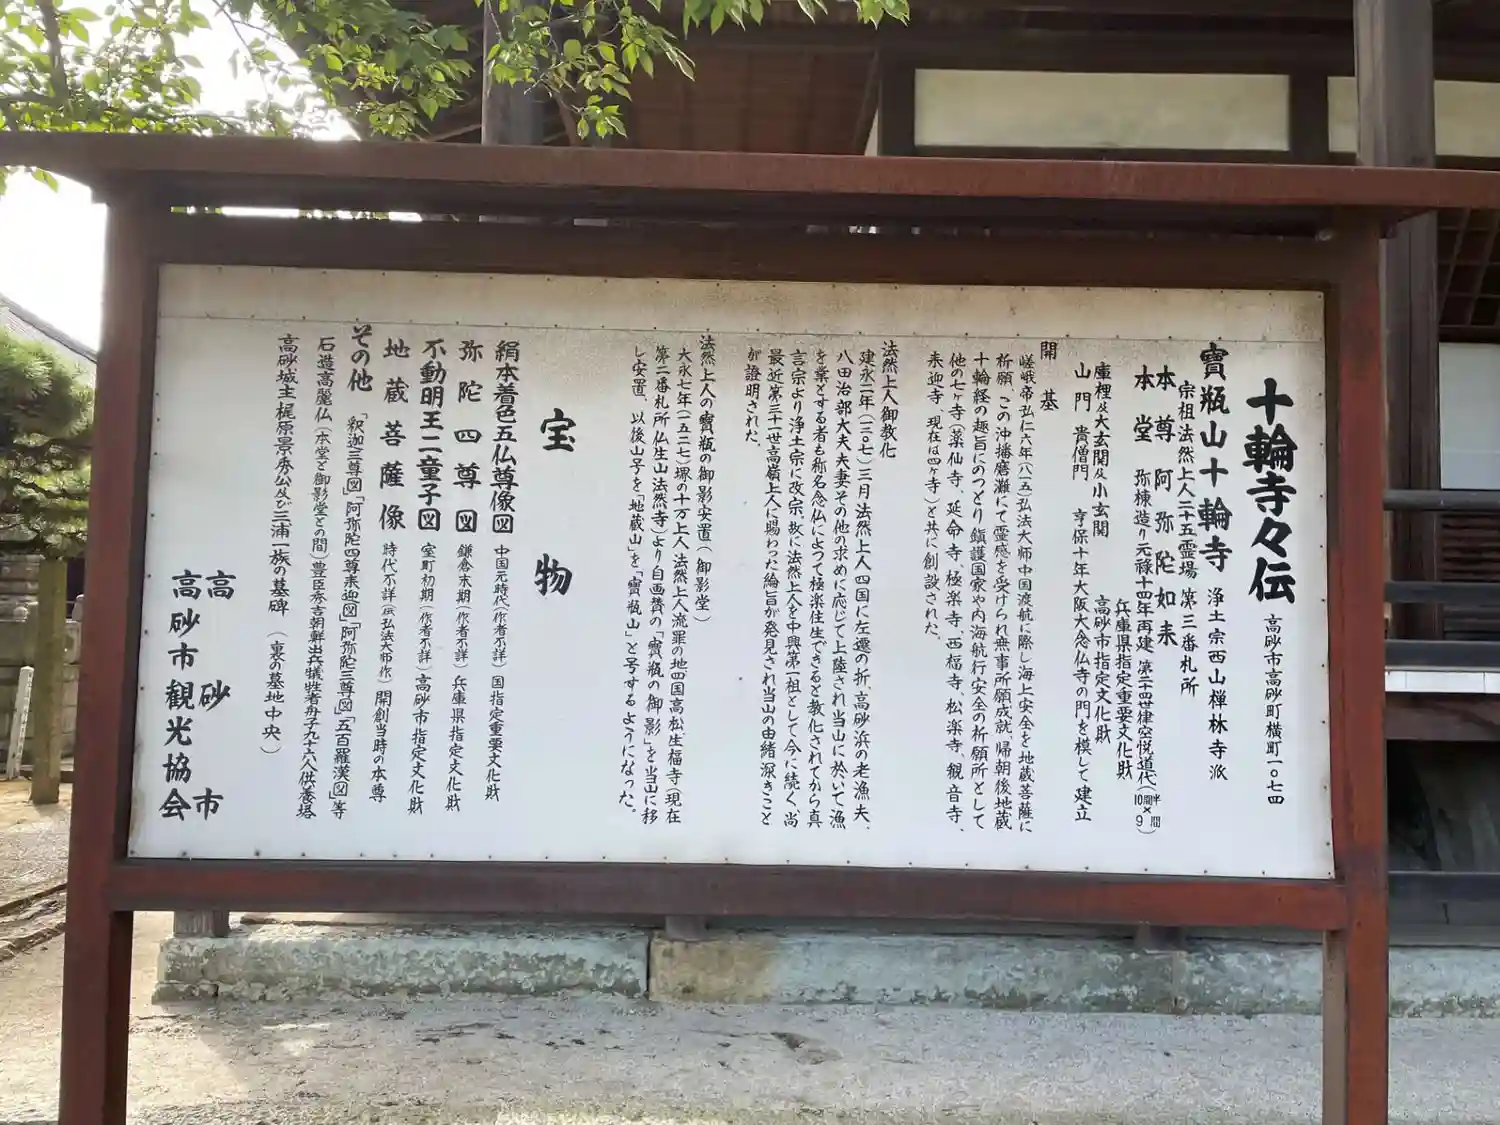 十輪寺々伝 高砂市高砂町横町一〇七四
寳瓶山十輪寺 浄土宗西山禅林寺派
宗祖法然上人二十五霊場 第三番札所
本尊 阿弥陀如来
本堂 弥棟造り元禄十四年再建 第二十四世律空悦道代(10間半×9間)
兵庫県指定重要文化財
高砂市指定文化財
庫裡及大玄関及小玄関
山門 貴僧門 亨保十年大阪大念仏寺の門を模して建立
開基
嵯峨帝弘仁六年(八一五)弘法大师中国渡航に際し海上安全を地蔵菩薩に
祈願、この沖播磨灘にて霊感を受けられ無事所願成就、帰朝後地蔵
十輪経の趣旨にのっとり鎮護国家や内海航行安全の祈願所として
他の七ヶ寺(薬仙寺、延命寺、極楽寺、西福寺、松楽寺、観音寺、
来迎寺、現在は四ヶ寺)と共に創設された。
法然上人御教化
建永二年(一二〇七)三月法然上人四国に左遷の折、高砂浜の老漁夫、
八田治部大夫夫妻その他の求めに応じて上陸され当山に於いて漁
を業とする者も称名念仏によって極楽往生できると教化されてから真
言宗より浄土宗に改宗、故に法然上人を中興第一祖として今に続く、尚
最近第三十一世高嶺上人に賜わった綸旨が発見され当山の由緒深きこと
が證明された。
法然上人の寳瓶の御影安置(御影堂)
大永七年(一五二七)堺の十万上人法然上人流罪の地四国高松生福寺(現在
第二番札所仏生山法然寺)より自画賛の「寳瓶の御影」を当山に移
し安置、以後山号を「地蔵山」を「寳瓶山」と号するようになった。
宝物
絹本着色五仏尊像図 中国元時代(作者不詳)国指定重要文化財
弥陀四尊図 鎌倉末期(作者不詳)兵庫県指定文化財
不動明王二童子図 室町初期(作者不詳)高砂市指定文化財
地蔵菩薩像 時代不詳(伝弘法大师作)開創当時の本尊
その他 「釈迦三尊図」「阿弥陀四尊来迎図」「阿弥陀三尊図」「五百羅漢図」等
石造高麗仏(本堂と御影堂との間)豊臣秀吉朝鮮出兵犠牲者舟子九十六人供養塔
高砂城主梶原景秀公及び三浦一族の墓碑 (裏の墓地中央)
高砂市
高砂市観光協会